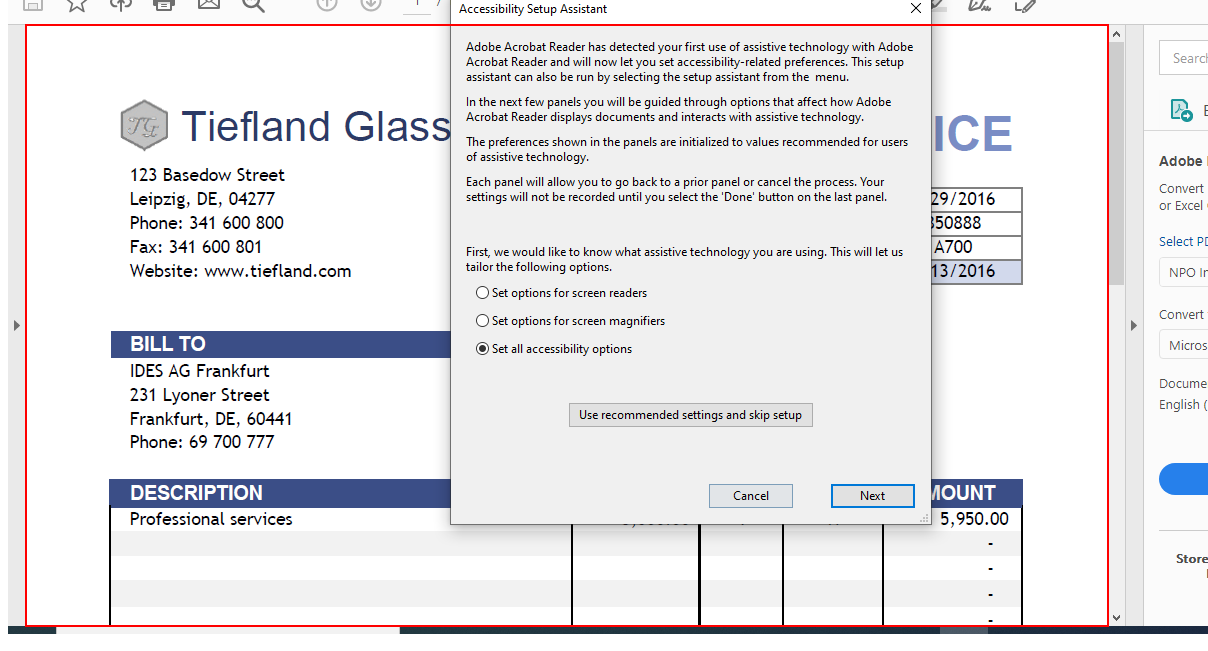 Accessibility Setup Assistant
Adobe Acrobat Reader has detected your first use of assistive technology with Adobe
Acrobat Reader and will now let you set accessibility-related preferences. This setup
assistant can also be run by selecting the setup assistant from the  menu.
In the next few panels you will be guided through options that affect how Adobe
Acrobat Reader displays documents and interacts with assistive technology.
The preferences shown in the panels are initialized to values recommended for users
of assistive technology.
Each panel will allow you to go back to a prior panel or cancel the process. Your
settings will not be recorded until you select the 'Done' button on the last panel.
First, we would like to know what assistive technology you are using. This will let us
tailor the following options.
Set options for screen readers
Set options for screen magnifiers
Set all accessibility options
Use recommended settings and skip setup
Cancel
Next
TG
Tiefland Glass
ICE
123 Basedow Street
Leipzig, DE, 04277
Phone: 341 600 800
Fax: 341 600 801
Website: www.tiefland.com
29/2016
350888
A700
13/2016
BILL TO
IDES AG Frankfurt
231 Lyoner Street
Frankfurt, DE, 60441
Phone: 69 700 777
DESCRIPTION
MOUNT
Professional services
5,950.00
-
-
-
-
Search
Adobe
Convert
or Excel
Select PD
NPO In
Convert
Micros
Docume
English (
Store